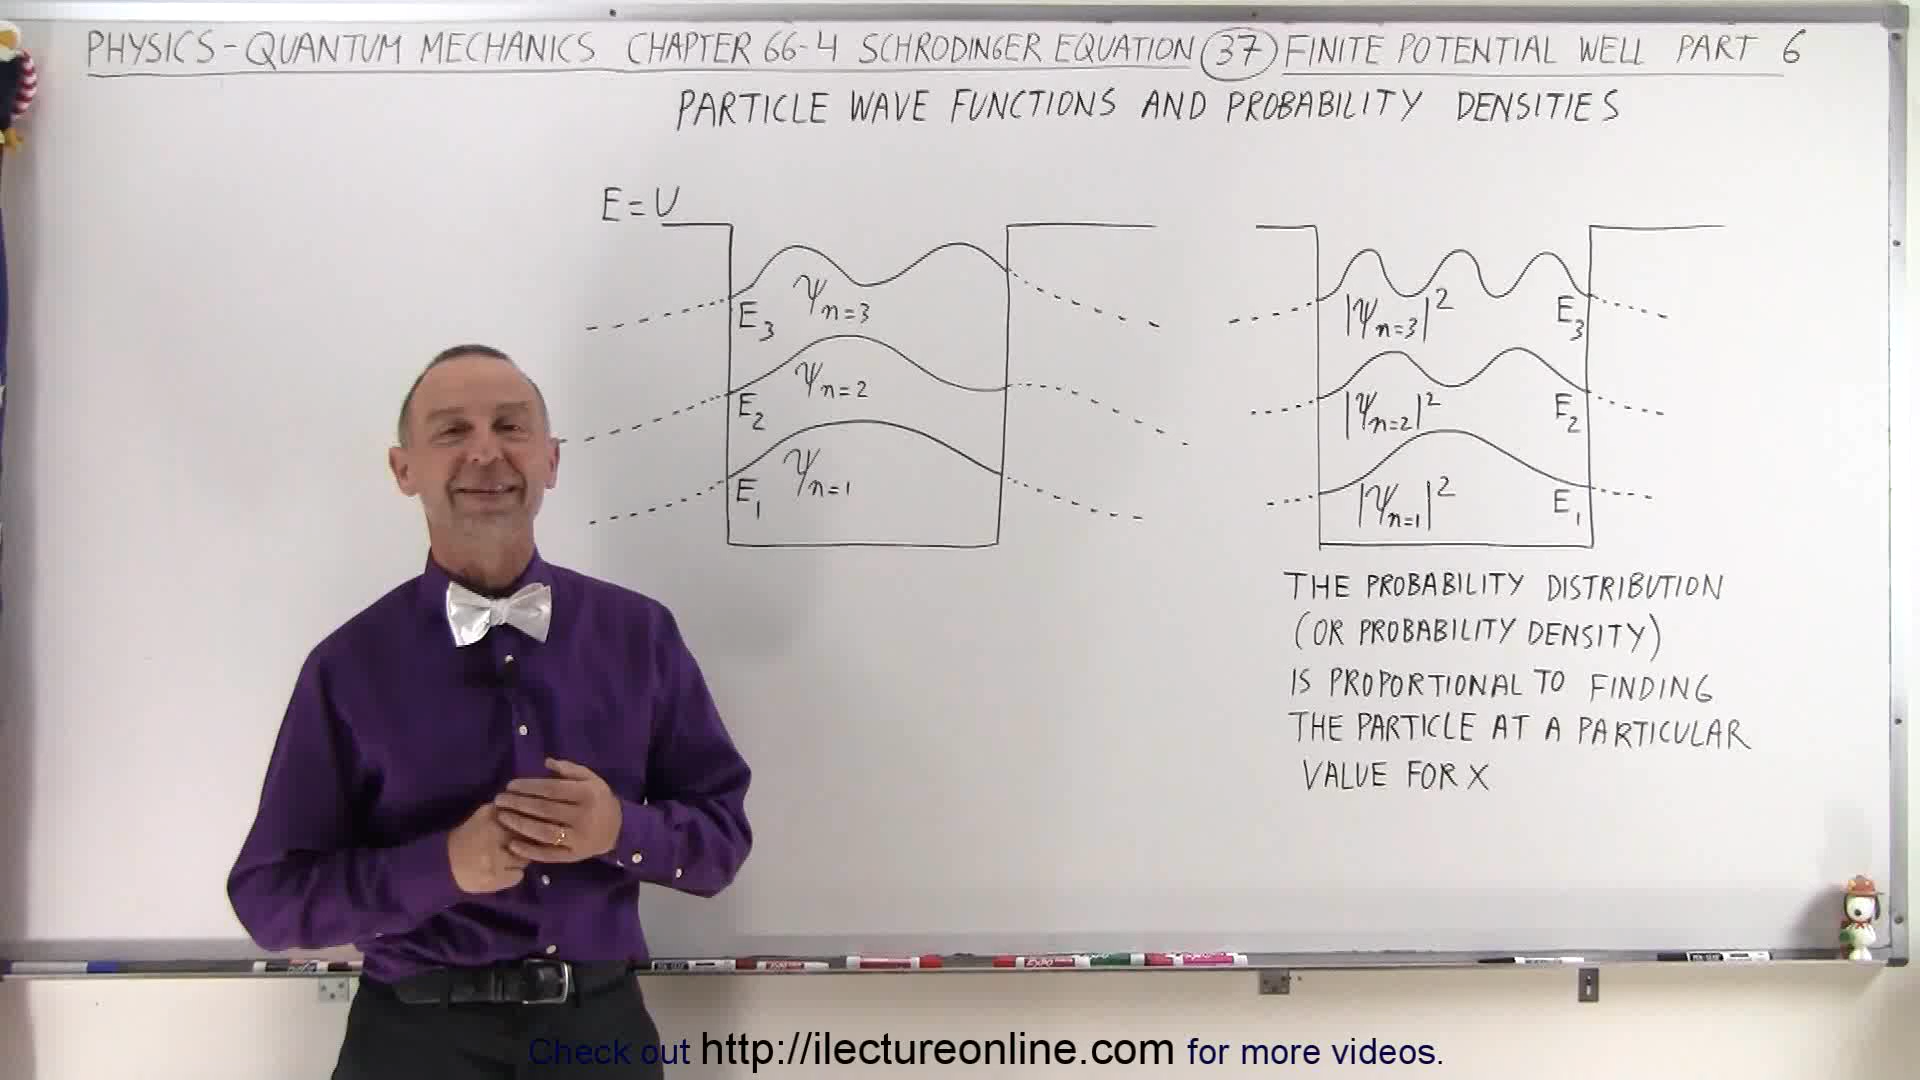 PHYSICS - QUANTUM MECHANICS CHAPTER 66-4 SCHRODINGER EQUATION 37 FINITE POTENTIAL WELL PART 6
PARTICLE WAVE FUNCTIONS AND PROBABILITY DENSITIES
E = U
E₃ ψn=3
E₂ ψn=2
E₁ ψn=1
|ψn=3|² E₃
|ψn=2|² E₂
|ψn=1|² E₁
THE PROBABILITY DISTRIBUTION
(OR PROBABILITY DENSITY)
IS PROPORTIONAL TO FINDING
THE PARTICLE AT A PARTICULAR
VALUE FOR X
Check out http://ilectureonline.com for more videos.